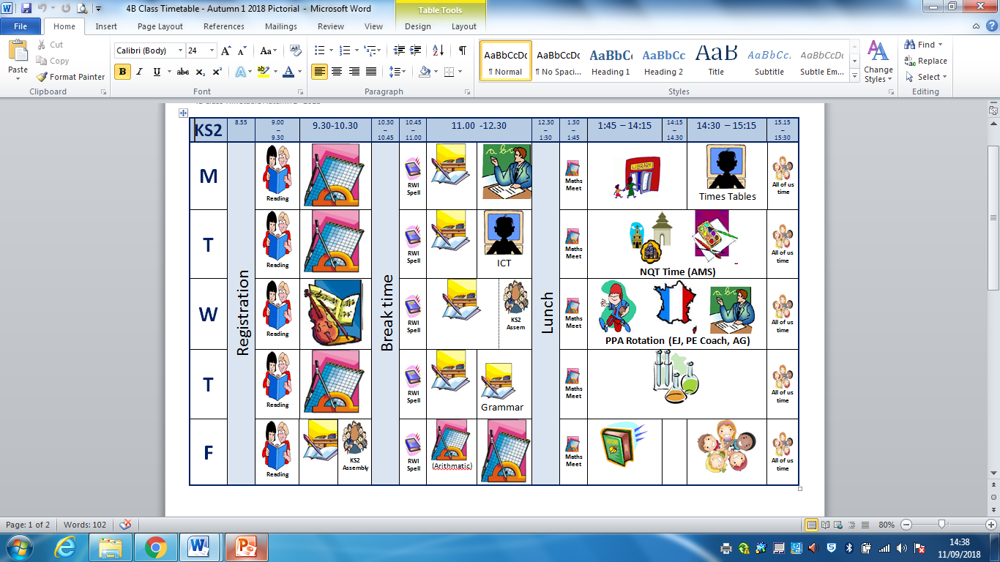 4B Class Timetable - Autumn 1 2018 Pictorial - Microsoft Word
Table Tools
File Home Insert Page Layout References Mailings Review View Design Layout
Paste
Cut
Copy
Format Painter
Clipboard
Calibri (Body) 24
Font
Paragraph
AaBbCcDc AaBbCcDc AaBbCc AaBbCc AaB AaBbCc. AaBbCcDc
¶ Normal ¶ No Spaci... Heading 1 Heading 2 Title Subtitle Subtle Em...
Styles
Change Styles
Find
Replace
Select
Editing
KS2 8.55 9.00 – 9.30 9.30-10.30 10.30 – 10.45 10.45 – 11.00 11.00 -12.30 12.30 – 1:30 1.30 – 1:45 1:45 – 14:15 14:15 – 14.30 14:30 – 15:15 15.15 – 15:30
Registration
Break time
Lunch
M
Reading
RWI Spell
Maths Meet
LIBRARY
Times Tables
All of us time
T
Reading
RWI Spell
ICT
Maths Meet
NQT Time (AMS)
All of us time
W
Reading
RWI Spell
KS2 Assem
Maths Meet
PPA Rotation (EJ, PE Coach, AG)
All of us time
T
Reading
RWI Spell
Grammar
Maths Meet
All of us time
F
Reading
KS2 Assembly
RWI Spell
(Arithmatic)
Maths Meet
All of us time
Page: 1 of 2 Words: 102 80%
14:38
11/09/2018